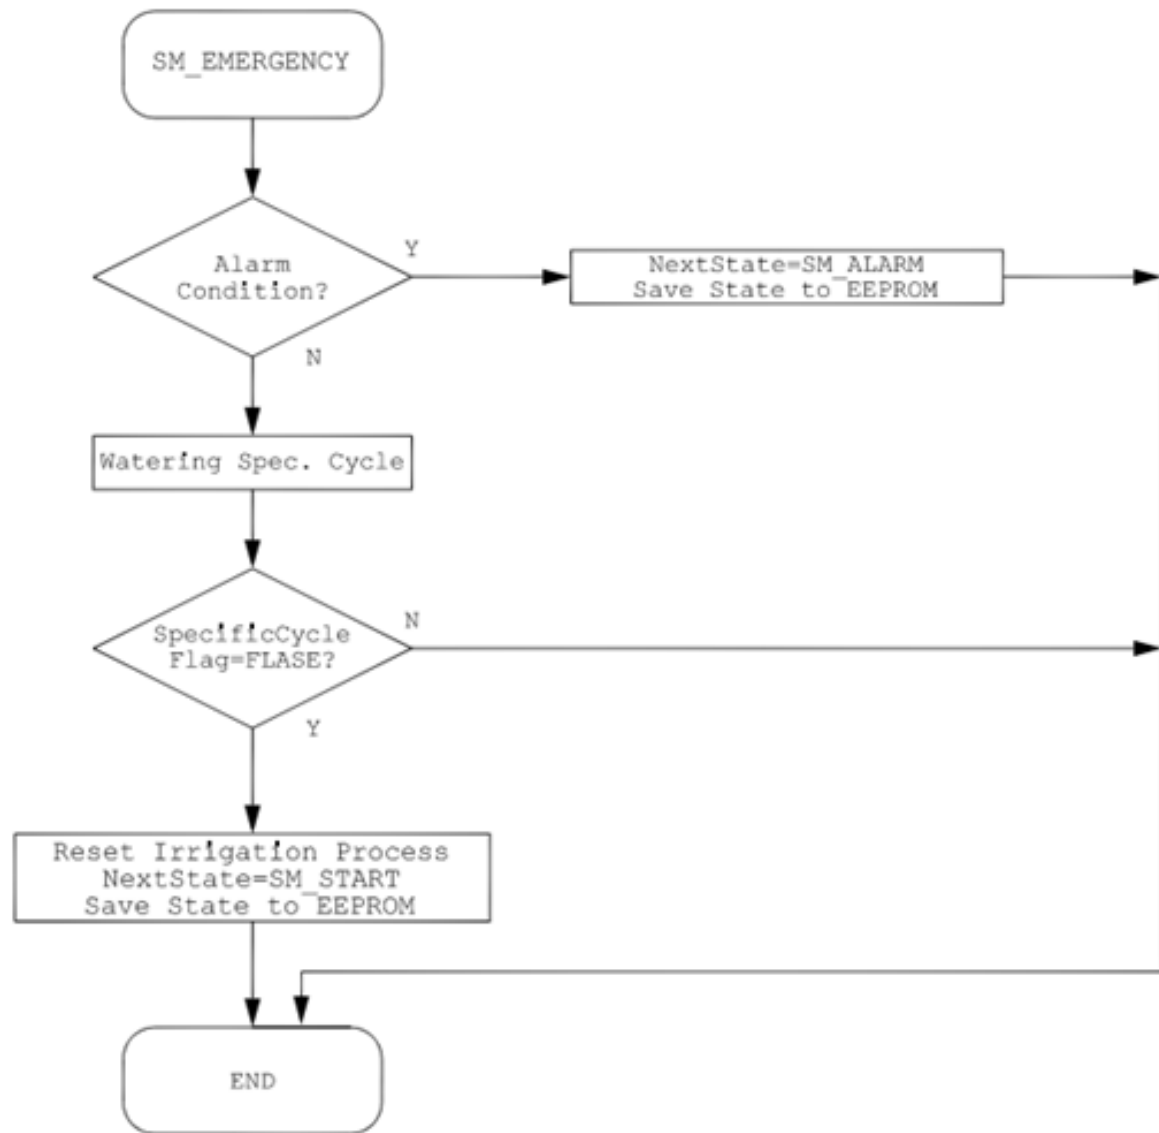 SM_EMERGENCY
Alarm
Condition?
Y
NextState=SM_ALARM
Save State to EEPROM
N
Watering Spec. Cycle
SpecificCycle
Flag=FLASE?
N
Y
Reset Irrigation Process
NextState=SM_START
Save State to EEPROM
END